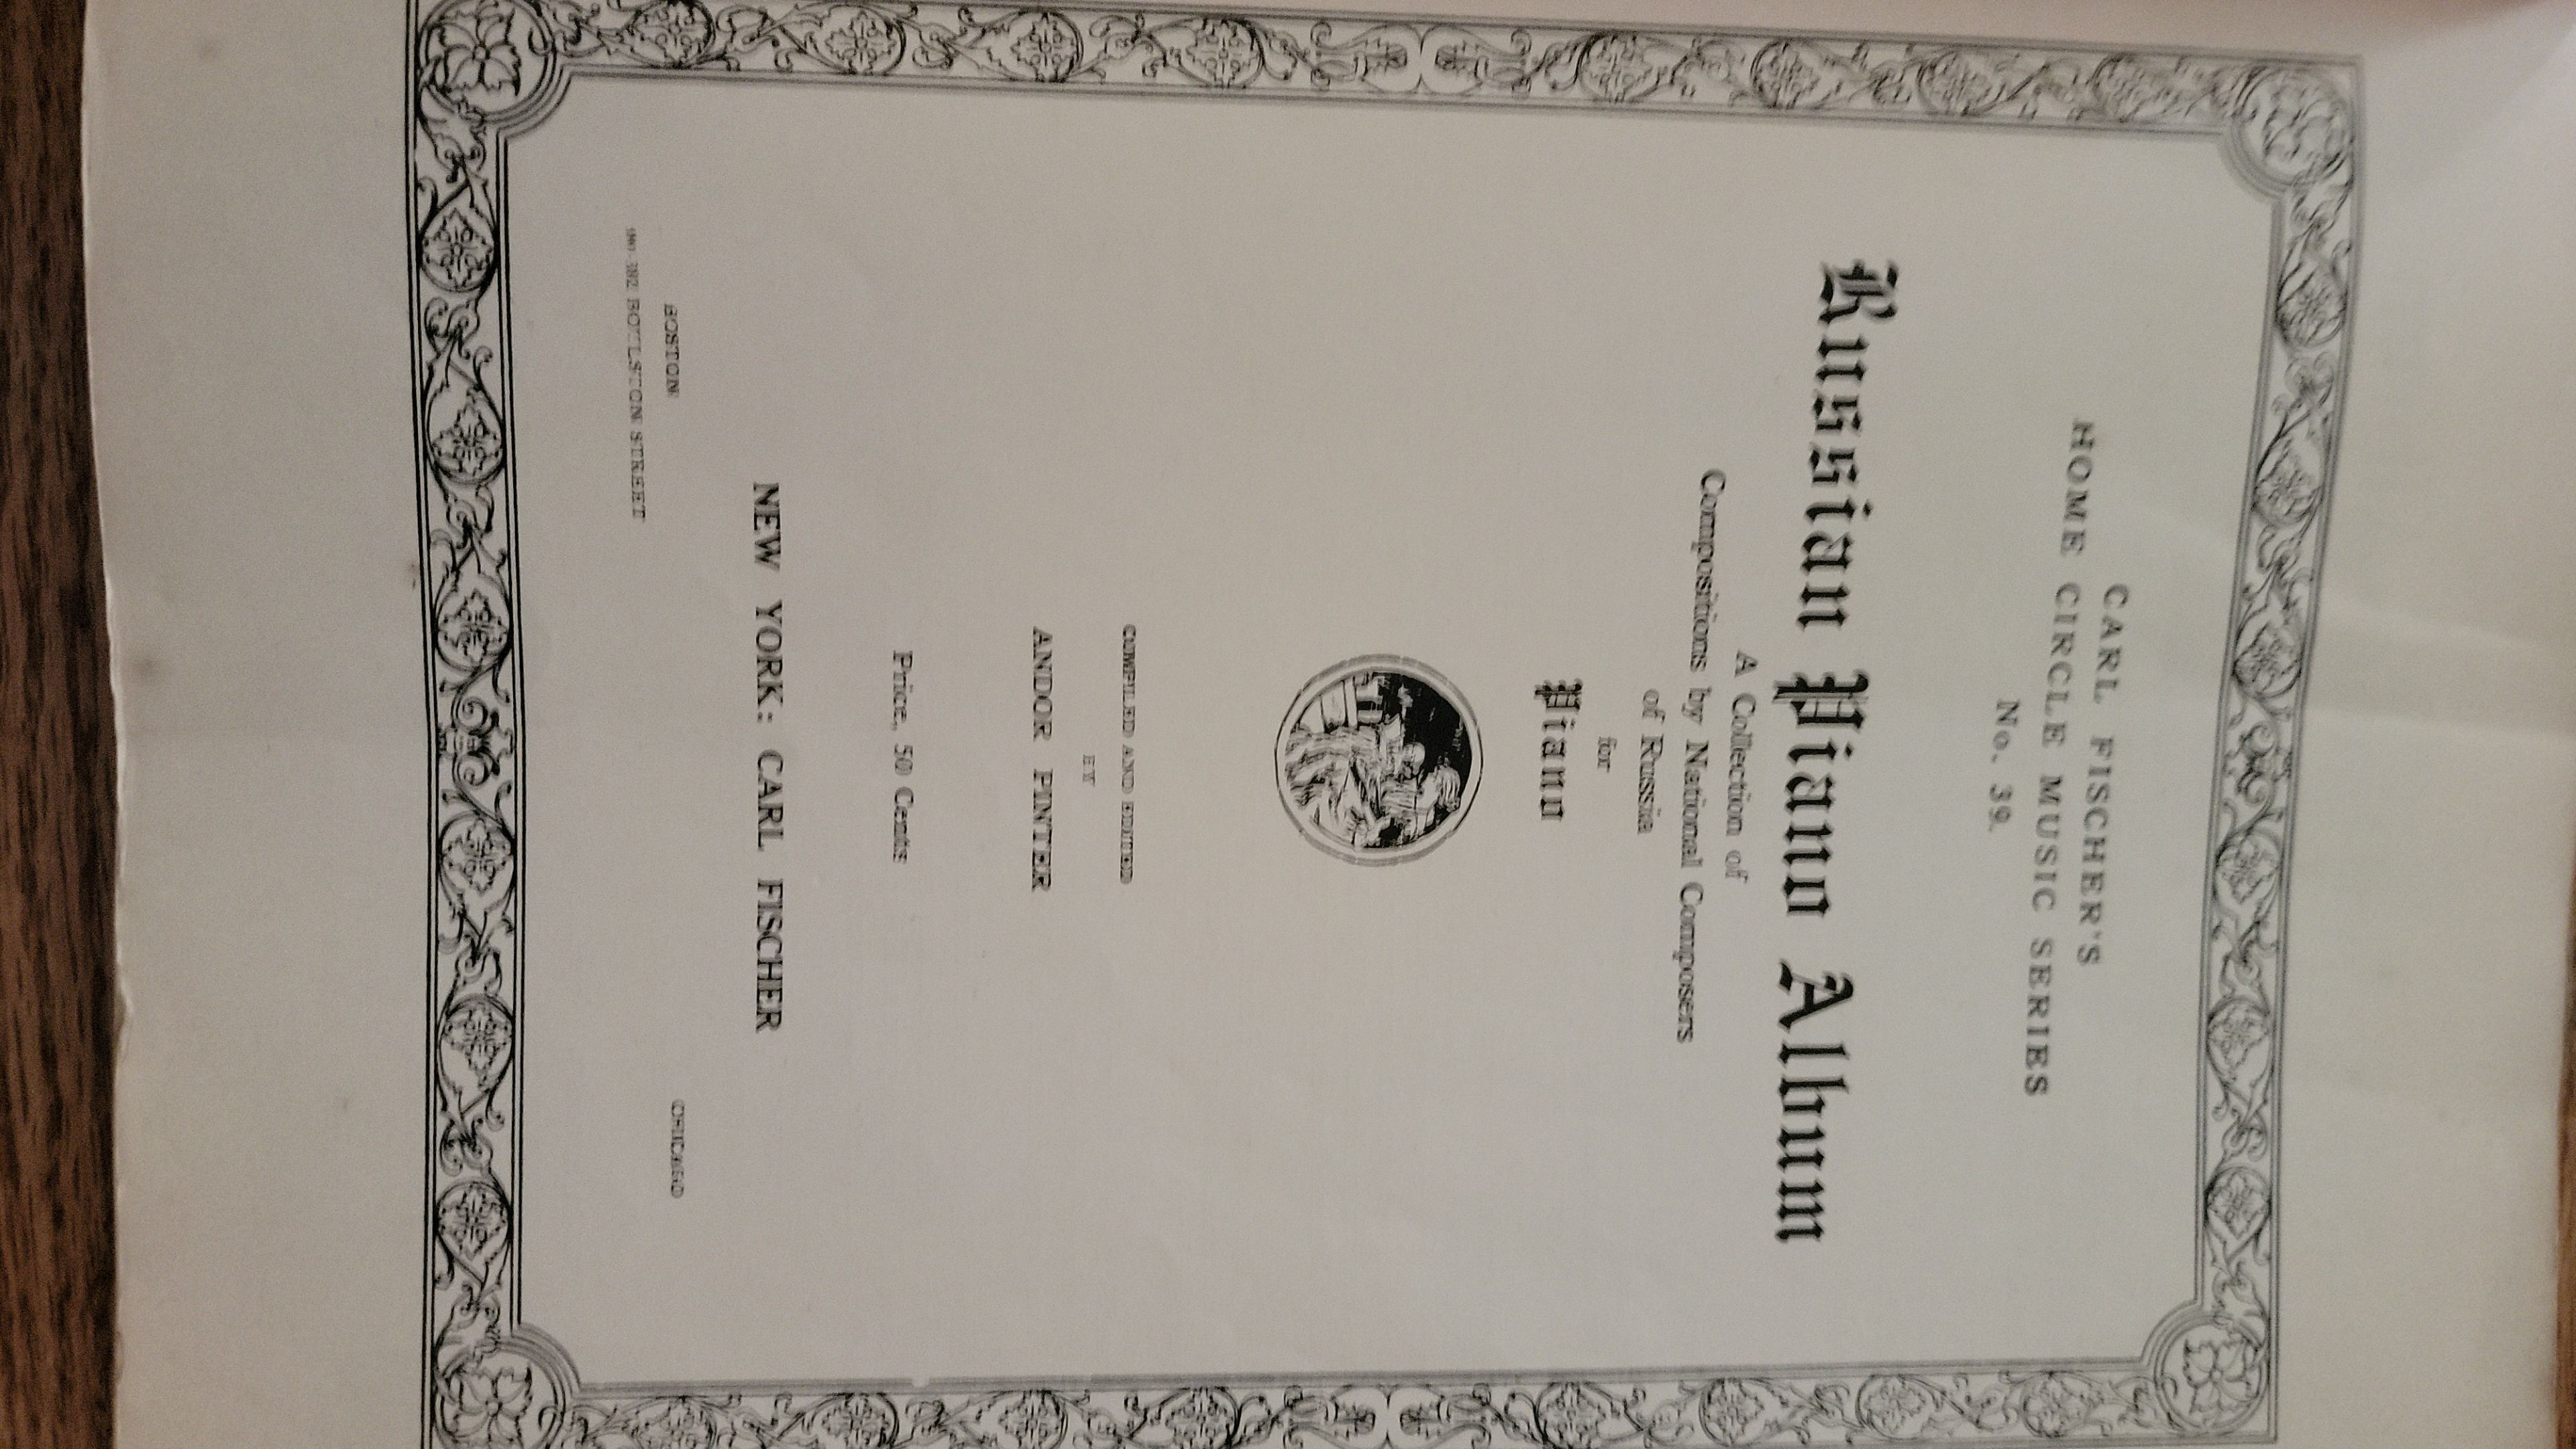 CARL FISCHER'S
HOME CIRCLE MUSIC SERIES
No. 39.
Russian Piano Album
A Collection of
Compositions by National Composers
of Russia
for
Piano
COMPILED AND EDITED
BY
ANDOR PINTER
Price, 50 Cents
NEW YORK: CARL FISCHER
BOSTON
BOYLSTON STREET
CHICAGO